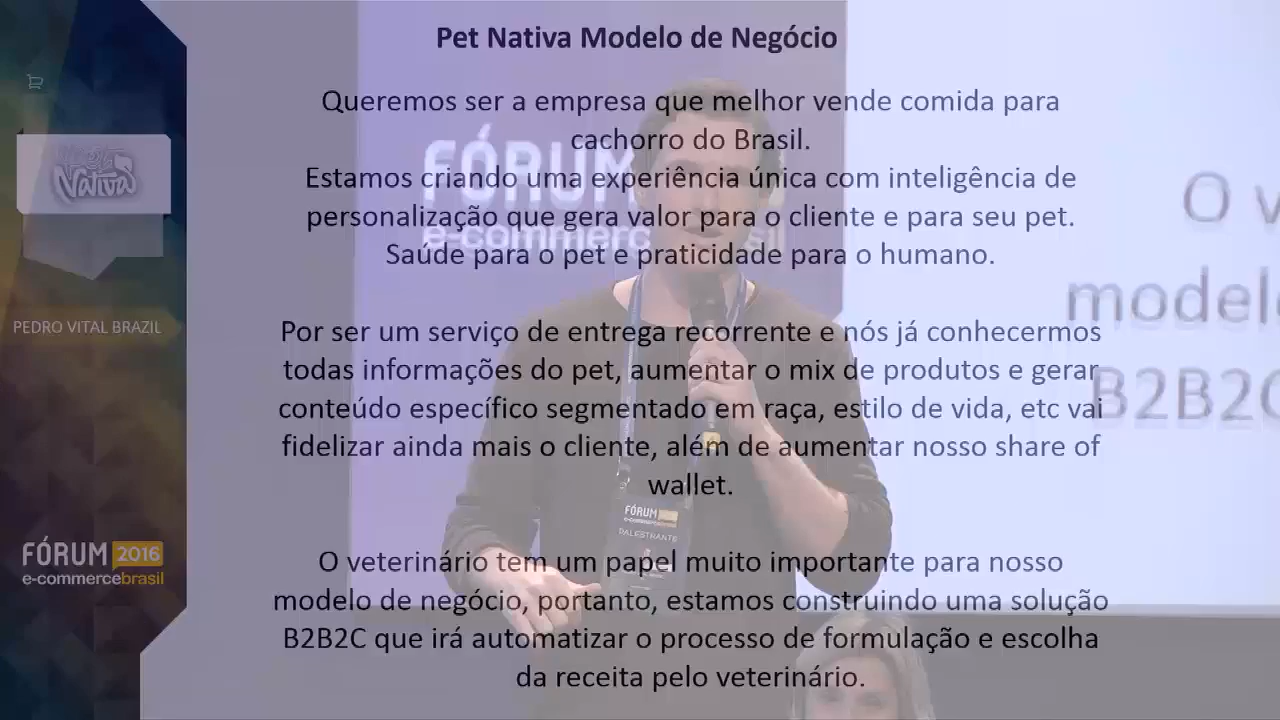 Pet Nativa Modelo de Negócio
Queremos ser a empresa que melhor vende comida para
cachorro do Brasil.
Estamos criando uma experiência única com inteligência de
personalização que gera valor para o cliente e para seu pet.
Saúde para o pet e praticidade para o humano.
Por ser um serviço de entrega recorrente e nós já conhecermos
todas informações do pet, aumentar o mix de produtos e gerar
conteúdo específico segmentado em raça, estilo de vida, etc vai
fidelizar ainda mais o cliente, além de aumentar nosso share of
wallet.
O veterinário tem um papel muito importante para nosso
modelo de negócio, portanto, estamos construindo uma solução
B2B2C que irá automatizar o processo de formulação e escolha
da receita pelo veterinário.
Pet
Nativa
PEDRO VITAL BRAZIL
FÓRUM 2016
e-commercebrasil
FÓRUM
e-commerce
O v
model
B2B2C
FÓRUM
e-commercebrasil
PALESTRANTE